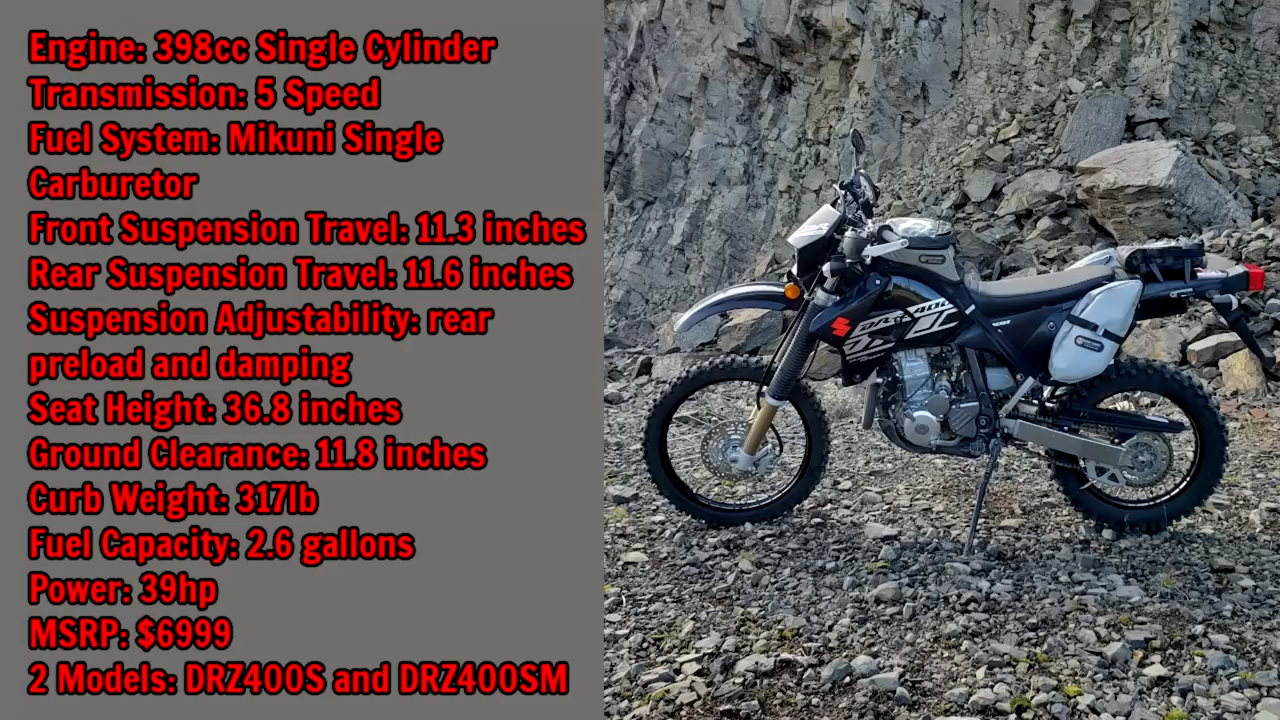 Engine: 398cc Single Cylinder
Transmission: 5 Speed
Fuel System: Mikuni Single
Carburetor
Front Suspension Travel: 11.3 inches
Rear Suspension Travel: 11.6 inches
Suspension Adjustability: rear
preload and damping
Seat Height: 36.8 inches
Ground Clearance: 11.8 inches
Curb Weight: 317lb
Fuel Capacity: 2.6 gallons
Power: 39hp
MSRP: $6999
2 Models: DRZ400S and DRZ400SM